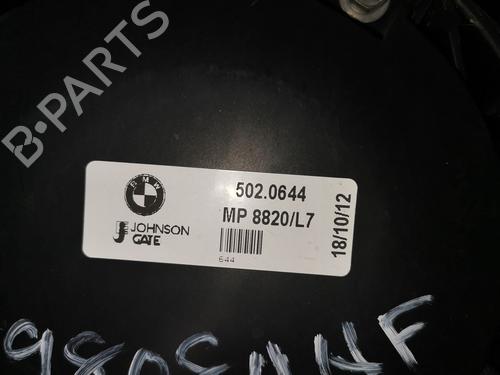 B-PARTS
BMW
502.0644
JOHNSON
GATE
MP 8820/L7
644
18/10/12